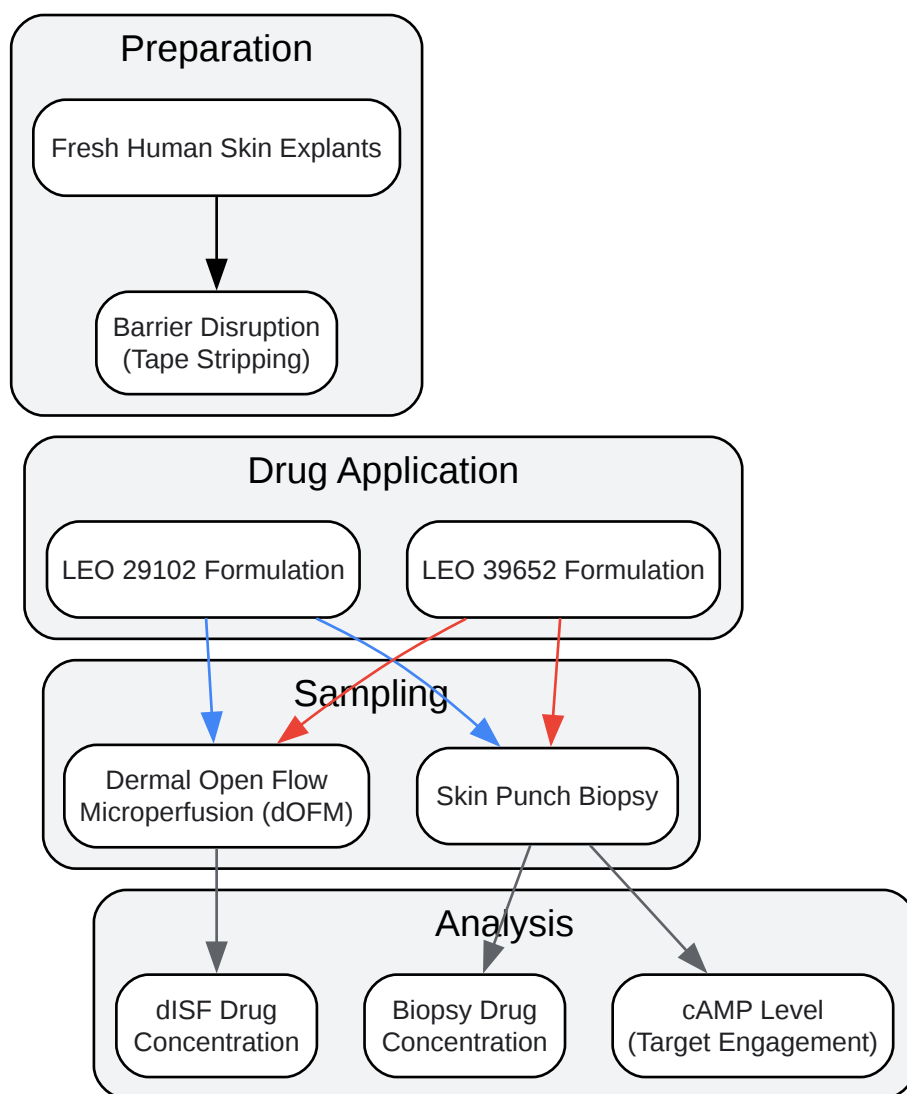 Preparation
Fresh Human Skin Explants
Barrier Disruption
(Tape Stripping)
Drug Application
LEO 29102 Formulation
LEO 39652 Formulation
Sampling
Dermal Open Flow
Microperfusion (dOFM)
Skin Punch Biopsy
Analysis
dISF Drug
Concentration
Biopsy Drug
Concentration
cAMP Level
(Target Engagement)